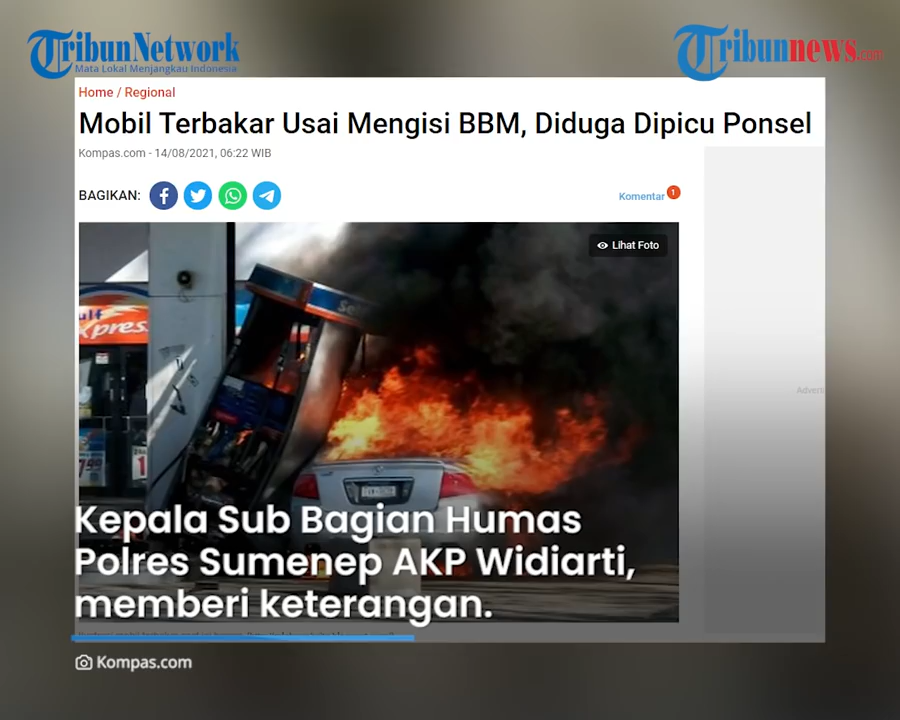 TribunNetwork
Mata Lokal Menjangkau Indonesia
Tribunnews.com
Home / Regional
Mobil Terbakar Usai Mengisi BBM, Diduga Dipicu Ponsel
Kompas.com - 14/08/2021, 06:22 WIB
BAGIKAN:
Komentar 1
Lihat Foto
ulf
xpress
Kepala Sub Bagian Humas
Polres Sumenep AKP Widiarti,
memberi keterangan.
Kompas.com